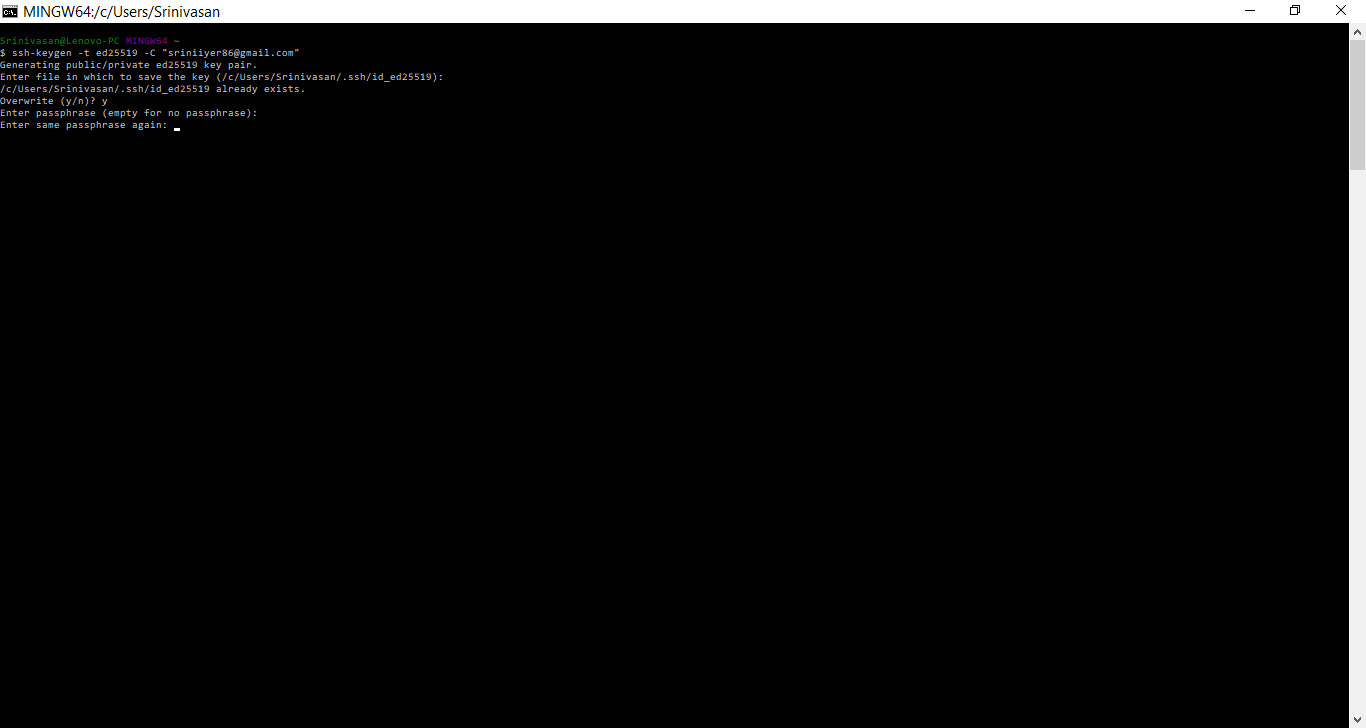 MINGW64:/c/Users/Srinivasan
Srinivasan@Lenovo-PC MINGW64 ~
$ ssh-keygen -t ed25519 -C "sriniiyer86@gmail.com"
Generating public/private ed25519 key pair.
Enter file in which to save the key (/c/Users/Srinivasan/.ssh/id_ed25519):
/c/Users/Srinivasan/.ssh/id_ed25519 already exists.
Overwrite (y/n)? y
Enter passphrase (empty for no passphrase):
Enter same passphrase again: